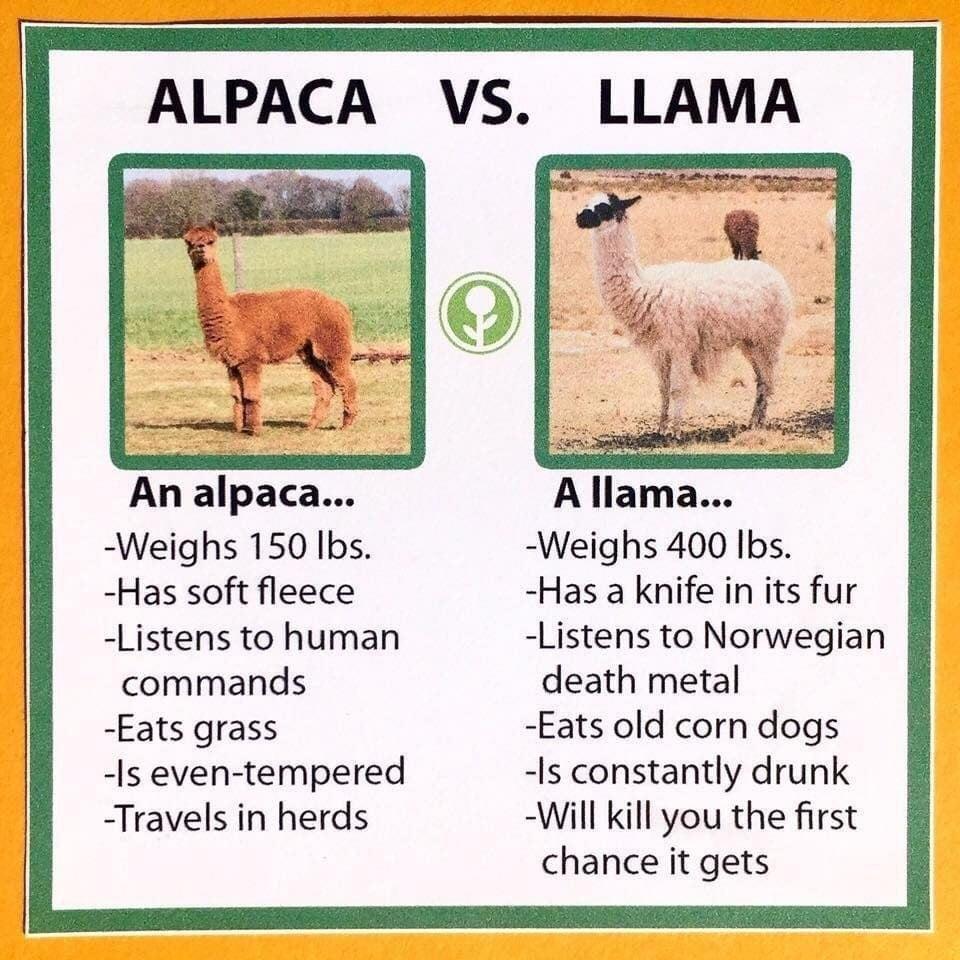 ALPACA VS. LLAMA
An alpaca...
-Weighs 150 lbs.
-Has soft fleece
-Listens to human
commands
-Eats grass
-Is even-tempered
-Travels in herds
A llama...
-Weighs 400 lbs.
-Has a knife in its fur
-Listens to Norwegian
death metal
-Eats old corn dogs
-Is constantly drunk
-Will kill you the first
chance it gets